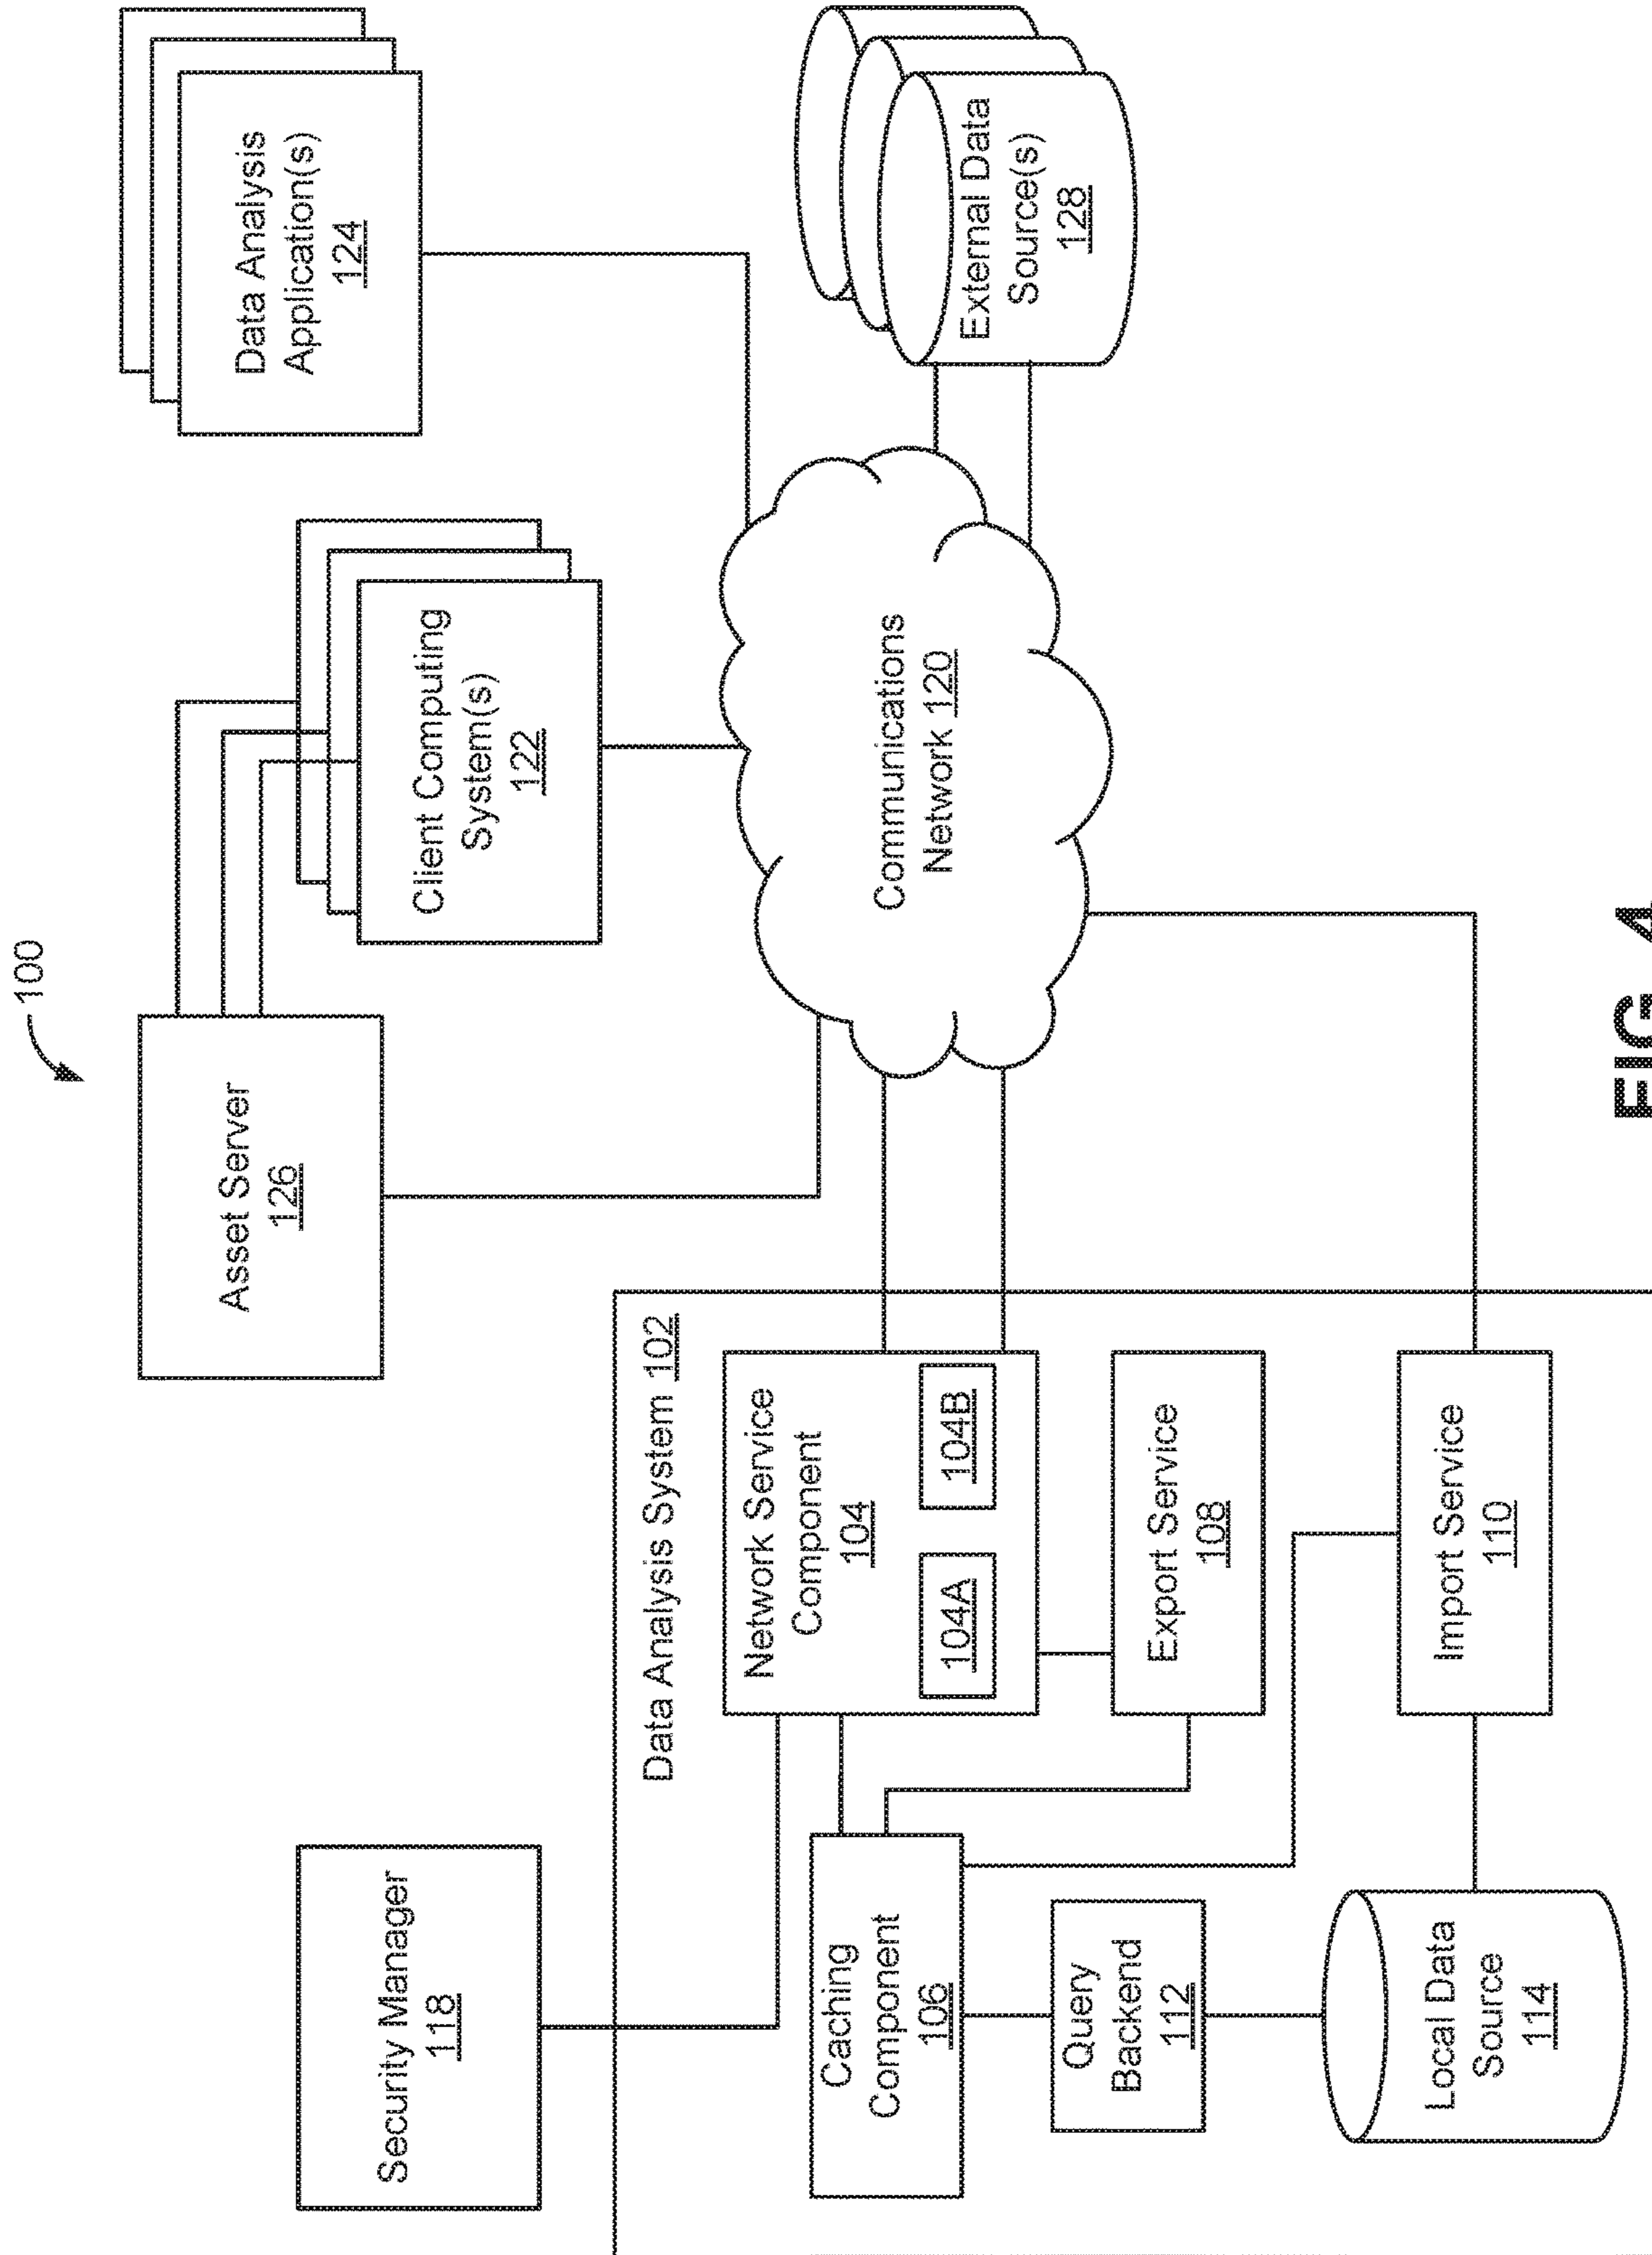 100
Asset Server
126
Data Analysis
Application(s)
124
Client Computing
System(s)
122
Security Manager
118
Data Analysis System 102
Network Service
Component
104
104A
104B
Communications
Network 120
External Data
Source(s)
128
Caching
Component
106
Export Service
108
Query
Backend
112
Import Service
110
Local Data
Source
114
FIG. 4